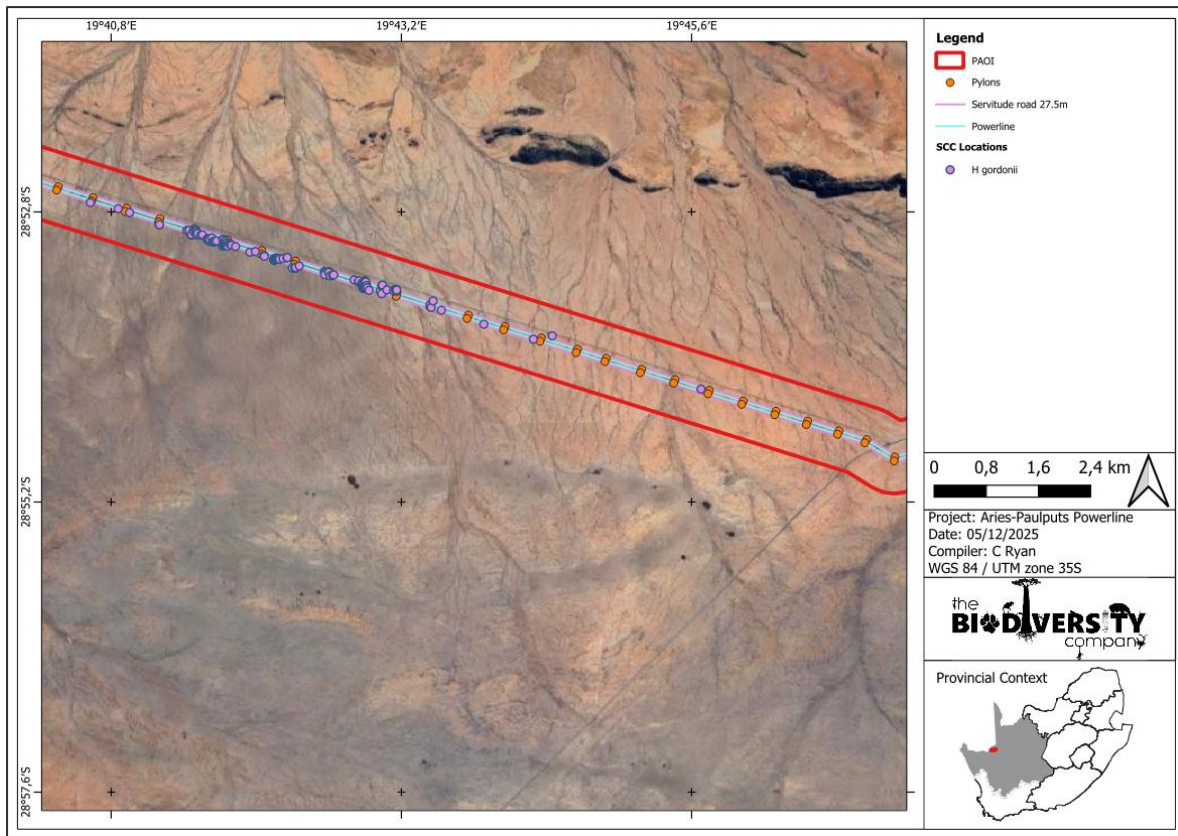 19°40,8'E
19°43,2'E
19°45,6'E
28°52,8'S
28°55,2'S
28°57,6'S
Legend
PAOI
Pylons
Servitude road 27.5m
Powerline
SCC Locations
H gordonii
0 0,8 1,6 2,4 km
Project: Aries-Paulputs Powerline
Date: 05/12/2025
Compiler: C Ryan
WGS 84 / UTM zone 35S
the
BIODIVERSITY
company
Provincial Context